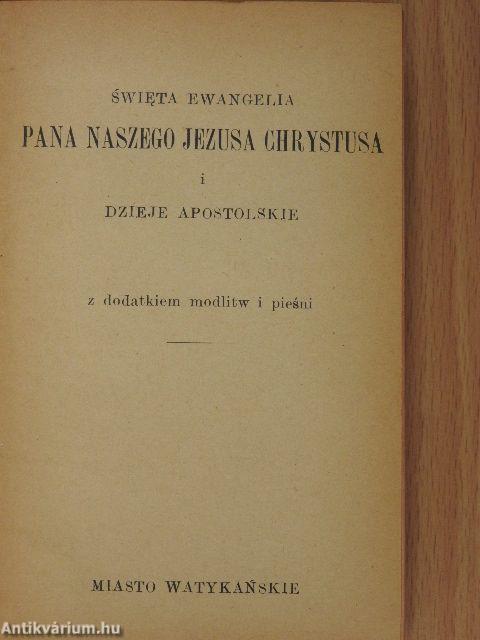 ŚWIĘTA EWANGELIA
PANA NASZEGO JEZUSA CHRYSTUSA
i
DZIEJE APOSTOLSKIE
z dodatkiem modlitw i pieśni
MIASTO WATYKAŃSKIE
Antikvárium.hu